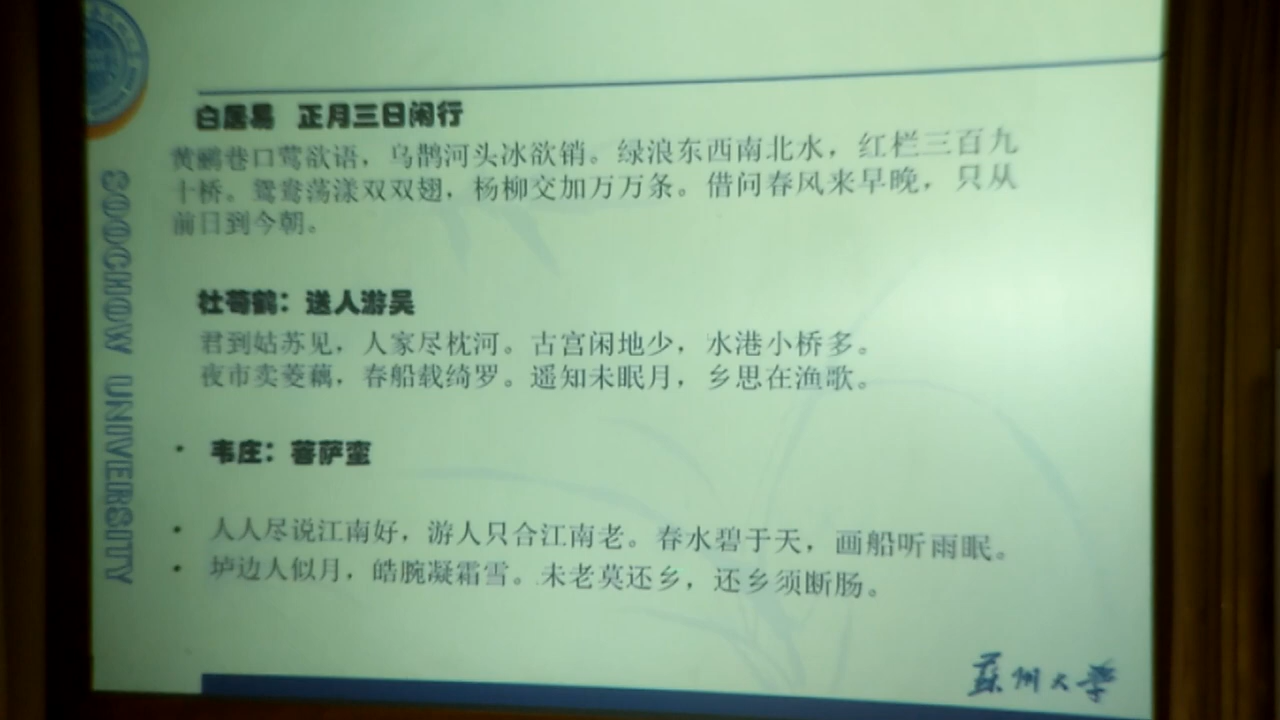 白居易 正月三日闲行
黄鹂巷口莺欲语，乌鹊河头冰欲销。绿浪东西南北水，红栏三百九
十桥。鸳鸯荡漾双双翅，杨柳交加万万条。借问春风来早晚，只从
前日到今朝。
杜荀鹤：送人游吴
君到姑苏见，人家尽枕河。古宫闲地少，水港小桥多。
夜市卖菱藕，春船载绮罗。遥知未眠月，乡思在渔歌。
• 韦庄：菩萨蛮
• 人人尽说江南好，游人只合江南老。春水碧于天，画船听雨眠。
• 垆边人似月，皓腕凝霜雪。未老莫还乡，还乡须断肠。
SOOCHOW UNIVERSITY
蘇州大學